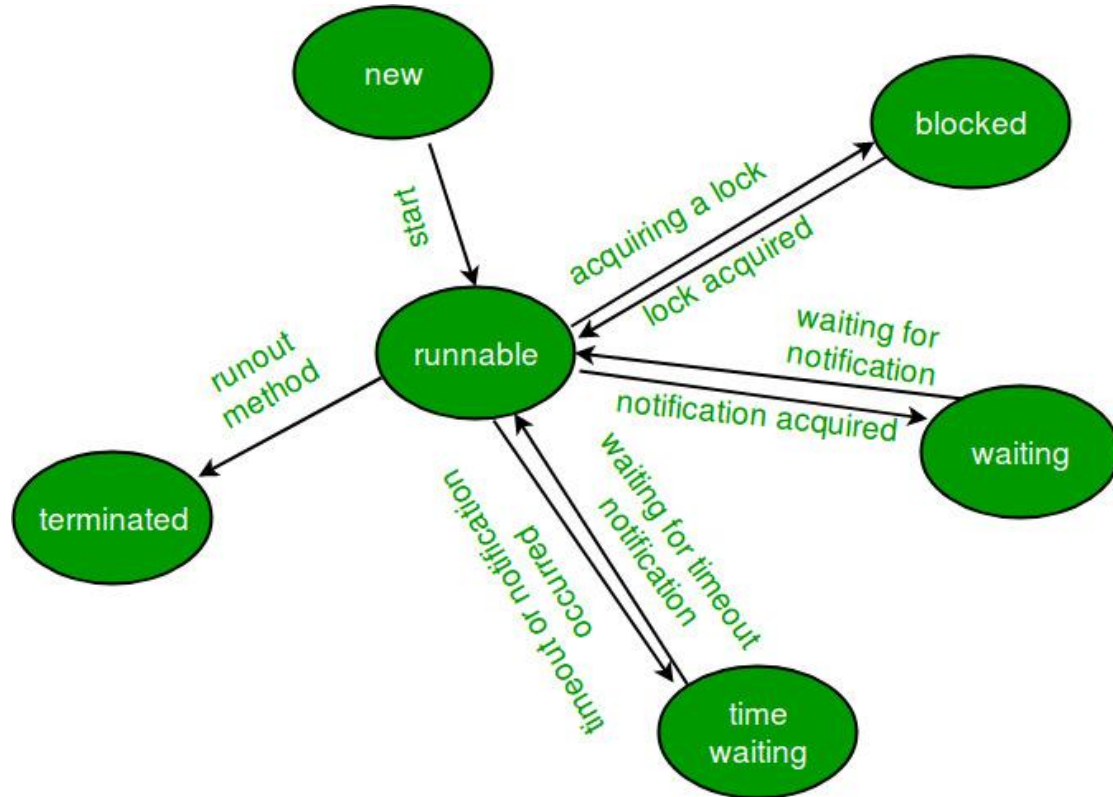 new
blocked
start
acquiring a lock
lock acquired
waiting for
notification
runnable
runout
method
notification acquired
waiting
terminated
timeout or notification
occurred
waiting for timeout
notification
time
waiting